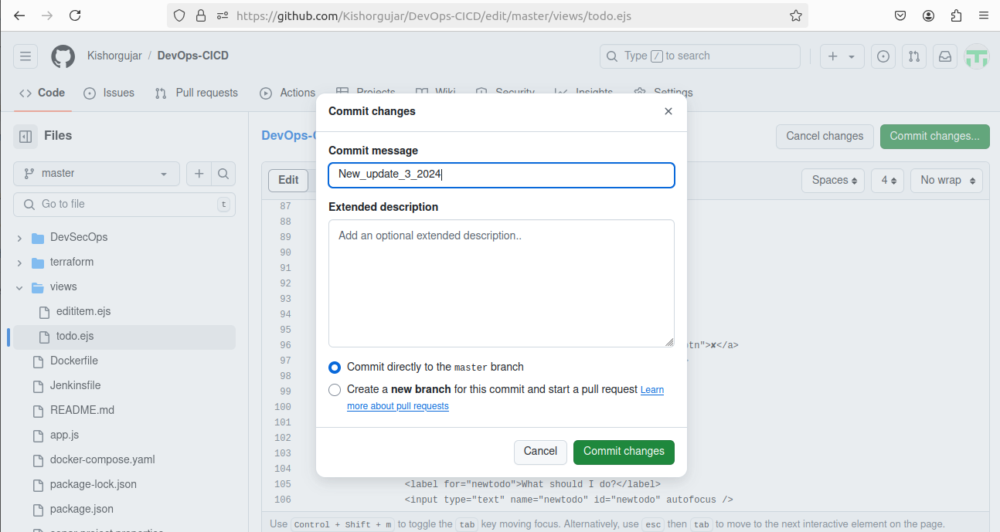 https://github.com/Kishorgujar/DevOps-CICD/edit/master/views/todo.ejs
Kishorgujar / DevOps-CICD
Type / to search
Code
Issues
Pull requests
Actions
Projects
Wiki
Security
Insights
Settings
Files
master
Go to file
t
DevSecOps
terraform
views
edititem.ejs
todo.ejs
Dockerfile
Jenkinsfile
README.md
app.js
docker-compose.yaml
package-lock.json
package.json
DevOps-C
Cancel changes
Commit changes...
Edit
Spaces
4
No wrap
87
88
89
90
91
92
93
94
95
96 tn">✘</a>
97
98
99
100
101
102
103
104
105 <label for="newtodo">What should I do?</label>
106 <input type="text" name="newtodo" id="newtodo" autofocus />
Use Control + Shift + m to toggle the tab key moving focus. Alternatively, use esc then tab to move to the next interactive element on the page.
Commit changes
Commit message
New_update_3_2024
Extended description
Add an optional extended description..
Commit directly to the master branch
Create a new branch for this commit and start a pull request Learn
more about pull requests
Cancel
Commit changes